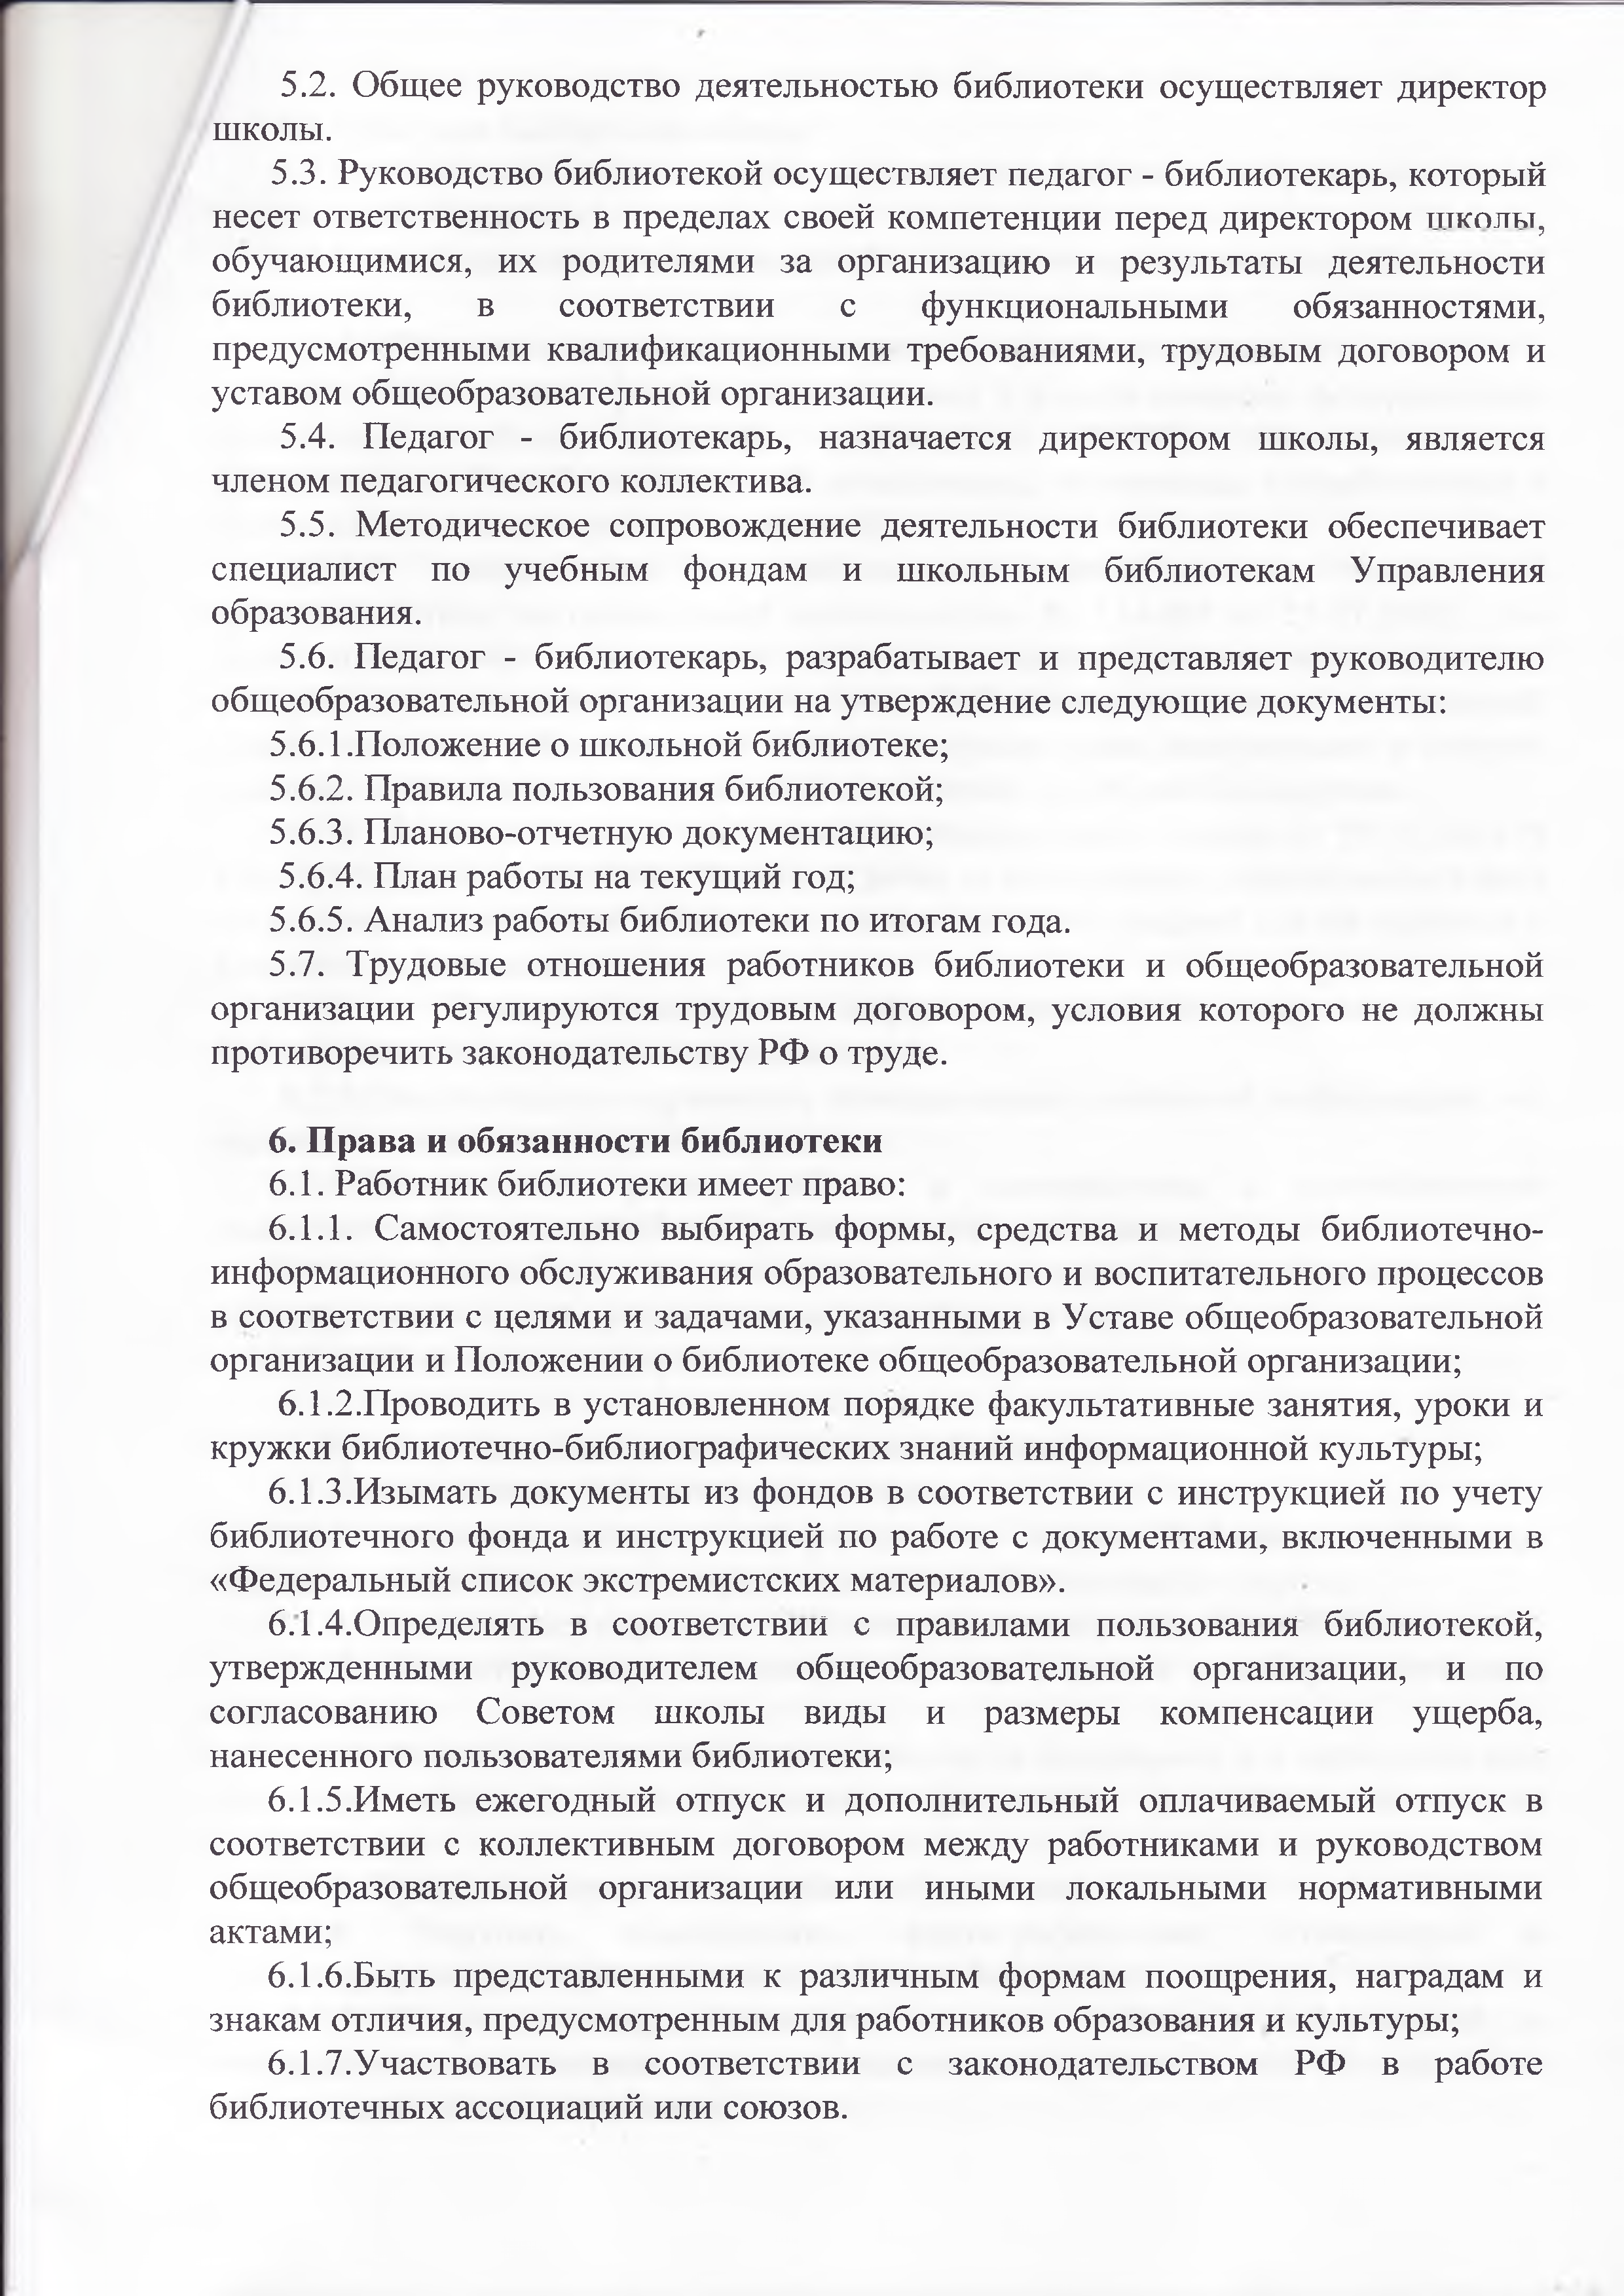 5.2. Общее руководство деятельностью библиотеки осуществляет директор
школы.
5.3. Руководство библиотекой осуществляет педагог - библиотекарь, который
несет ответственность в пределах своей компетенции перед директором школы,
обучающимися, их родителями за организацию и результаты деятельности
библиотеки, в соответствии с функциональными обязанностями,
предусмотренными квалификационными требованиями, трудовым договором и
уставом общеобразовательной организации.
5.4. Педагог - библиотекарь, назначается директором школы, является
членом педагогического коллектива.
5.5. Методическое сопровождение деятельности библиотеки обеспечивает
специалист по учебным фондам и школьным библиотекам Управления
образования.
5.6. Педагог - библиотекарь, разрабатывает и представляет руководителю
общеобразовательной организации на утверждение следующие документы:
5.6.1.Положение о школьной библиотеке;
5.6.2. Правила пользования библиотекой;
5.6.3. Планово-отчетную документацию;
5.6.4. План работы на текущий год;
5.6.5. Анализ работы библиотеки по итогам года.
5.7. Трудовые отношения работников библиотеки и общеобразовательной
организации регулируются трудовым договором, условия которого не должны
противоречить законодательству РФ о труде.
6. Права и обязанности библиотеки
6.1. Работник библиотеки имеет право:
6.1.1. Самостоятельно выбирать формы, средства и методы библиотечно-
информационного обслуживания образовательного и воспитательного процессов
в соответствии с целями и задачами, указанными в Уставе общеобразовательной
организации и Положении о библиотеке общеобразовательной организации;
6.1.2.Проводить в установленном порядке факультативные занятия, уроки и
кружки библиотечно-библиографических знаний информационной культуры;
6.1.3.Изымать документы из фондов в соответствии с инструкцией по учету
библиотечного фонда и инструкцией по работе с документами, включенными в
«Федеральный список экстремистских материалов».
6.1.4.Определять в соответствии с правилами пользования библиотекой,
утвержденными руководителем общеобразовательной организации, и по
согласованию Советом школы виды и размеры компенсации ущерба,
нанесенного пользователями библиотеки;
6.1.5.Иметь ежегодный отпуск и дополнительный оплачиваемый отпуск в
соответствии с коллективным договором между работниками и руководством
общеобразовательной организации или иными локальными нормативными
актами;
6.1.6.Быть представленными к различным формам поощрения, наградам и
знакам отличия, предусмотренным для работников образования и культуры;
6.1.7.Участвовать в соответствии с законодательством РФ в работе
библиотечных ассоциаций или союзов.